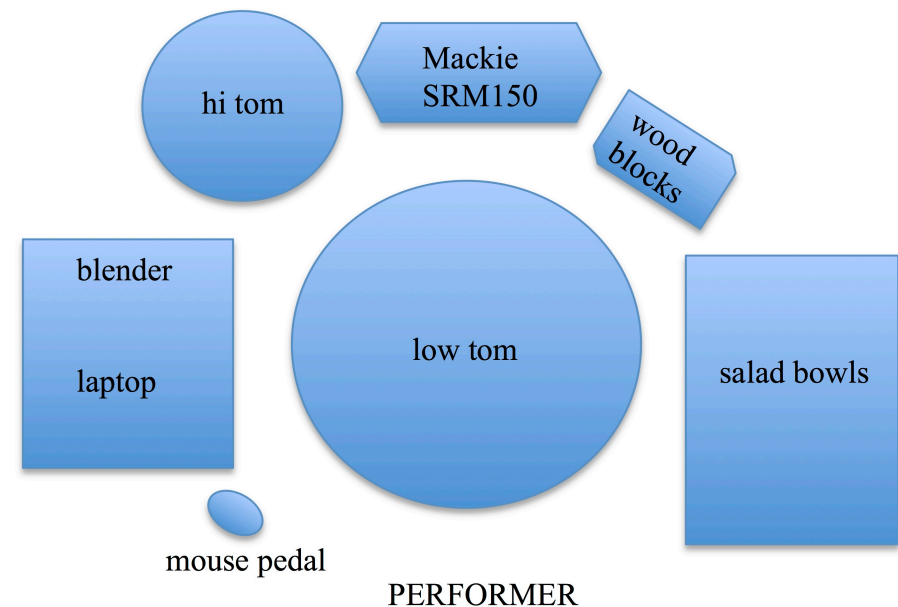 hi tom
Mackie
SRM150
wood
blocks
blender
laptop
low tom
salad bowls
mouse pedal
PERFORMER